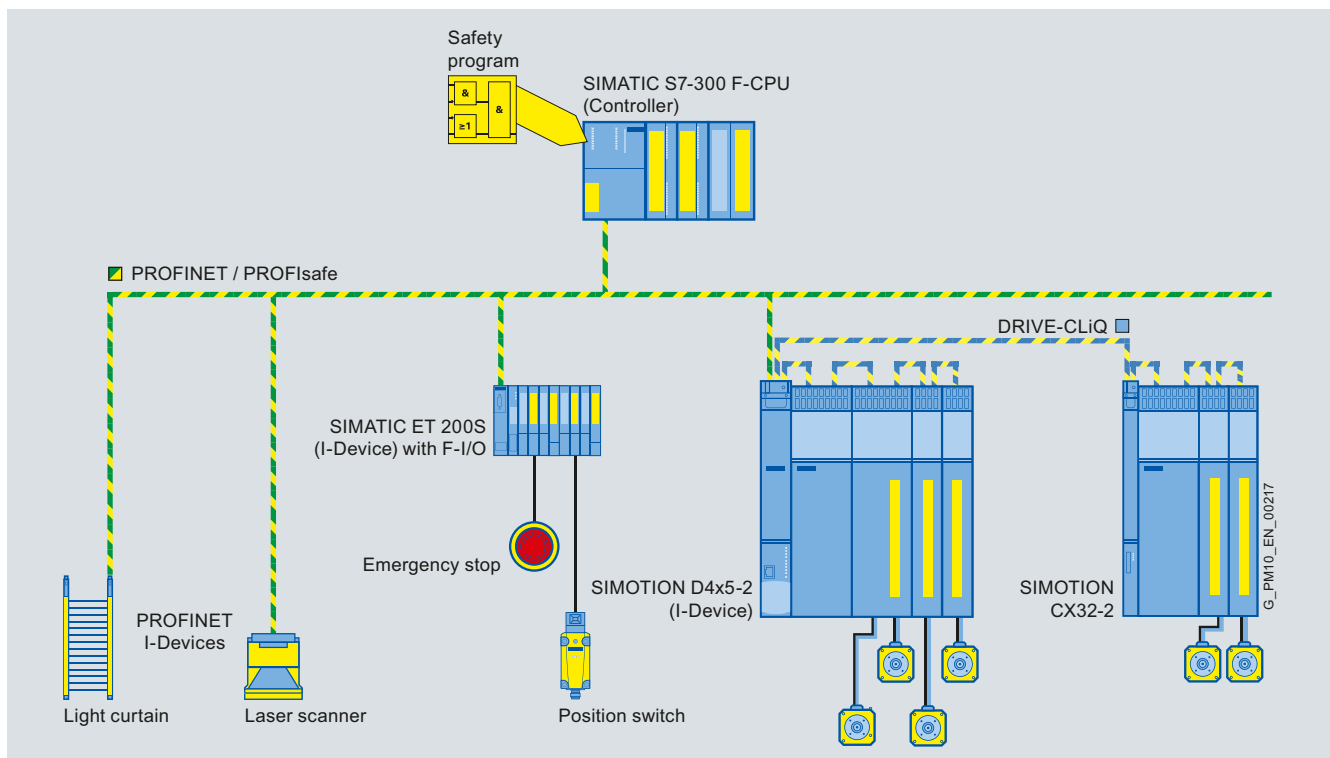 Safety
program
&
&
≥1
SIMATIC S7-300 F-CPU
(Controller)
PROFINET / PROFIsafe
DRIVE-CLiQ
SIMATIC ET 200S
(I-Device) with F-I/O
Emergency stop
SIMOTION D4x5-2
(I-Device)
SIMOTION
CX32-2
G_PM10_EN_00217
PROFINET
I-Devices
Light curtain
Laser scanner
Position switch